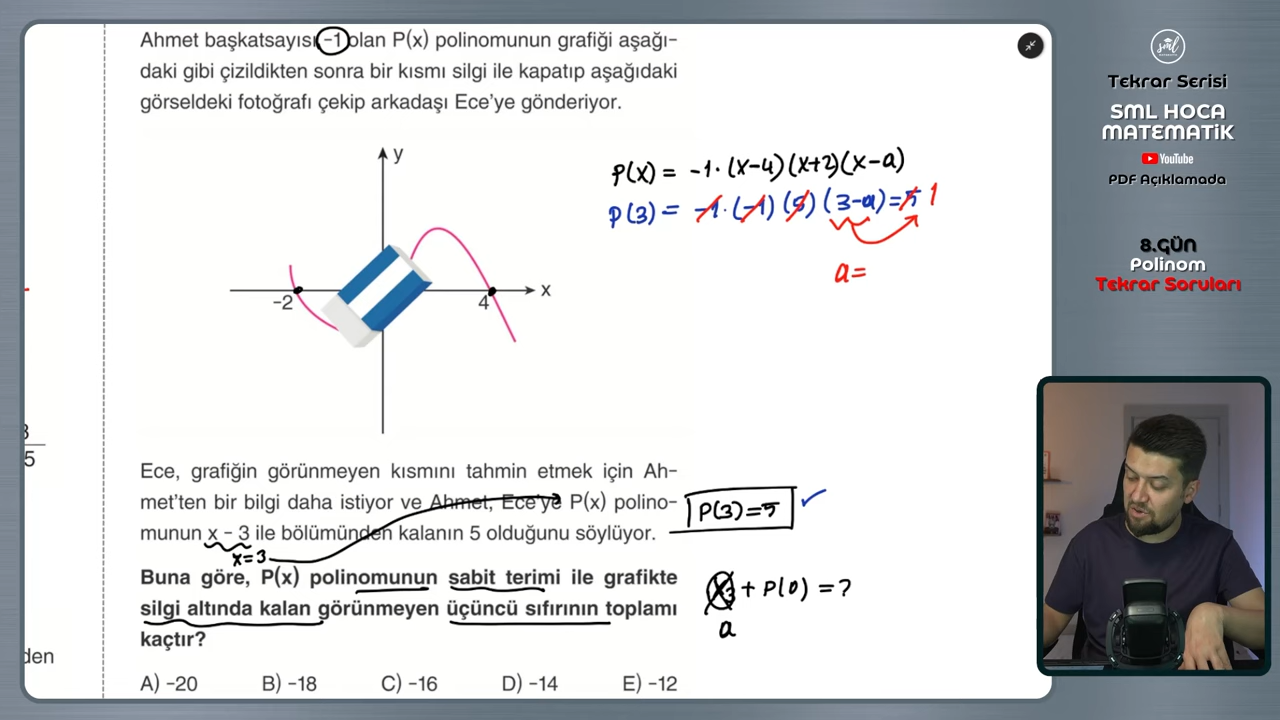 Ahmet başkatsayısı -1 olan P(x) polinomunun grafiği aşağı-
daki gibi çizildikten sonra bir kısmı silgi ile kapatıp aşağıdaki
görseldeki fotoğrafı çekip arkadaşı Ece'ye gönderiyor.
y
x
-2
4
P(x) = -1·(x-4)(x+2)(x-a)
P(3) = -1·(-1)(5)(3-a)=5 1
a=
Ece, grafiğin görünmeyen kısmını tahmin etmek için Ah-
met'ten bir bilgi daha istiyor ve Ahmet, Ece'ye P(x) polino-
munun x - 3 ile bölümünden kalanın 5 olduğunu söylüyor.
x=3
P(3)=5
Buna göre, P(x) polinomunun sabit terimi ile grafikte
silgi altında kalan görünmeyen üçüncü sıfırının toplamı
kaçtır?
+ P(0) = ?
a
A) -20 B) -18 C) -16 D) -14 E) -12
5
den
sml
Tekrar Serisi
SML HOCA
MATEMATİK
YouTube
PDF Açıklamada
8.GÜN
Polinom
Tekrar Soruları